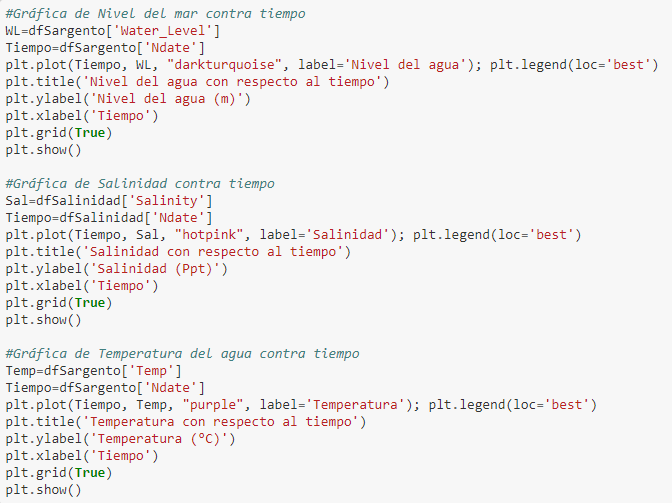 #Gráfica de Nivel del mar contra tiempo
WL=dfSargento['Water_Level']
Tiempo=dfSargento['Ndate']
plt.plot(Tiempo, WL, "darkturquoise", label='Nivel del agua'); plt.legend(loc='best')
plt.title('Nivel del agua con respecto al tiempo')
plt.ylabel('Nivel del agua (m)')
plt.xlabel('Tiempo')
plt.grid(True)
plt.show()

#Gráfica de Salinidad contra tiempo
Sal=dfSalinidad['Salinity']
Tiempo=dfSalinidad['Ndate']
plt.plot(Tiempo, Sal, "hotpink", label='Salinidad'); plt.legend(loc='best')
plt.title('Salinidad con respecto al tiempo')
plt.ylabel('Salinidad (Ppt)')
plt.xlabel('Tiempo')
plt.grid(True)
plt.show()

#Gráfica de Temperatura del agua contra tiempo
Temp=dfSargento['Temp']
Tiempo=dfSargento['Ndate']
plt.plot(Tiempo, Temp, "purple", label='Temperatura'); plt.legend(loc='best')
plt.title('Temperatura con respecto al tiempo')
plt.ylabel('Temperatura (ºC)')
plt.xlabel('Tiempo')
plt.grid(True)
plt.show()